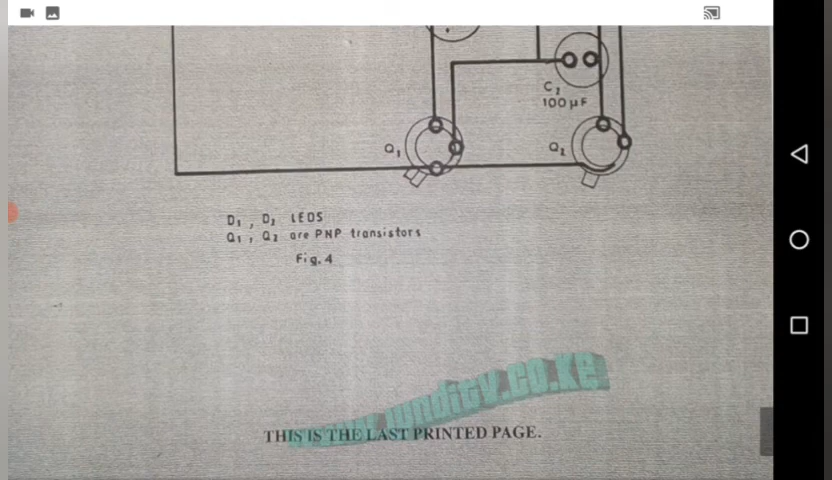 C2
100 µF
Q1
Q2
D1, D2 LEDS
Q1, Q2 are PNP transistors
Fig. 4
THIS IS THE LAST PRINTED PAGE.